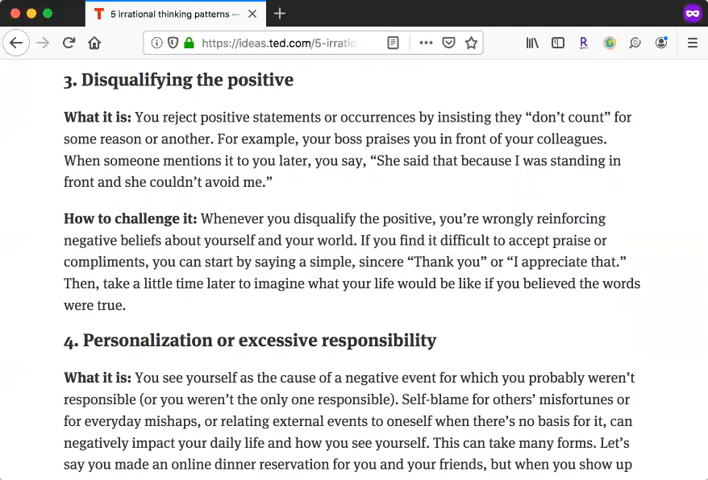 5 irrational thinking patterns —
https://ideas.ted.com/5-irratio
3. Disqualifying the positive
What it is: You reject positive statements or occurrences by insisting they “don’t count” for
some reason or another. For example, your boss praises you in front of your colleagues.
When someone mentions it to you later, you say, “She said that because I was standing in
front and she couldn’t avoid me.”
How to challenge it: Whenever you disqualify the positive, you’re wrongly reinforcing
negative beliefs about yourself and your world. If you find it difficult to accept praise or
compliments, you can start by saying a simple, sincere “Thank you” or “I appreciate that.”
Then, take a little time later to imagine what your life would be like if you believed the words
were true.
4. Personalization or excessive responsibility
What it is: You see yourself as the cause of a negative event for which you probably weren’t
responsible (or you weren’t the only one responsible). Self-blame for others’ misfortunes or
for everyday mishaps, or relating external events to oneself when there’s no basis for it, can
negatively impact your daily life and how you see yourself. This can take many forms. Let’s
say you made an online dinner reservation for you and your friends, but when you show up